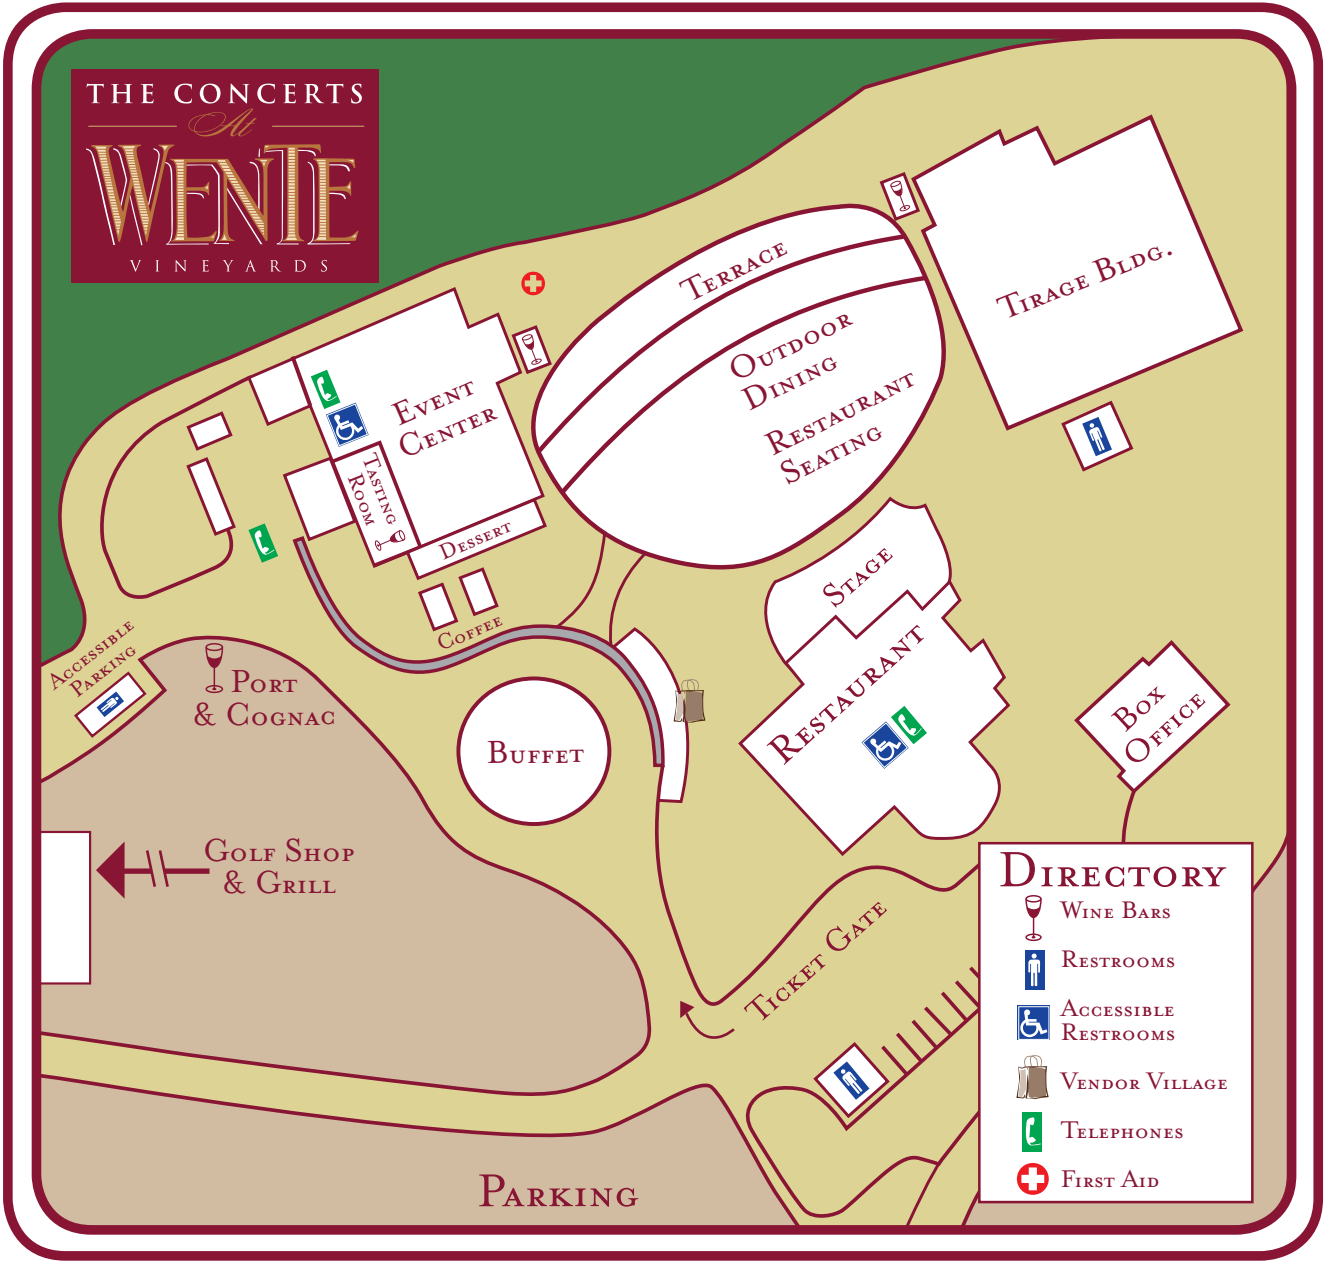 THE CONCERTS
At
WENTE
VINEYARDS
TERRACE
OUTDOOR
DINING
RESTAURANT
SEATING
TIRAGE BLDG.
EVENT
CENTER
TASTING
ROOM
DESSERT
COFFEE
STAGE
RESTAURANT
ACCESSIBLE
PARKING
PORT
& COGNAC
BUFFET
BOX
OFFICE
GOLF SHOP
& GRILL
TICKET GATE
PARKING
DIRECTORY
WINE BARS
RESTROOMS
ACCESSIBLE
RESTROOMS
VENDOR VILLAGE
TELEPHONES
FIRST AID